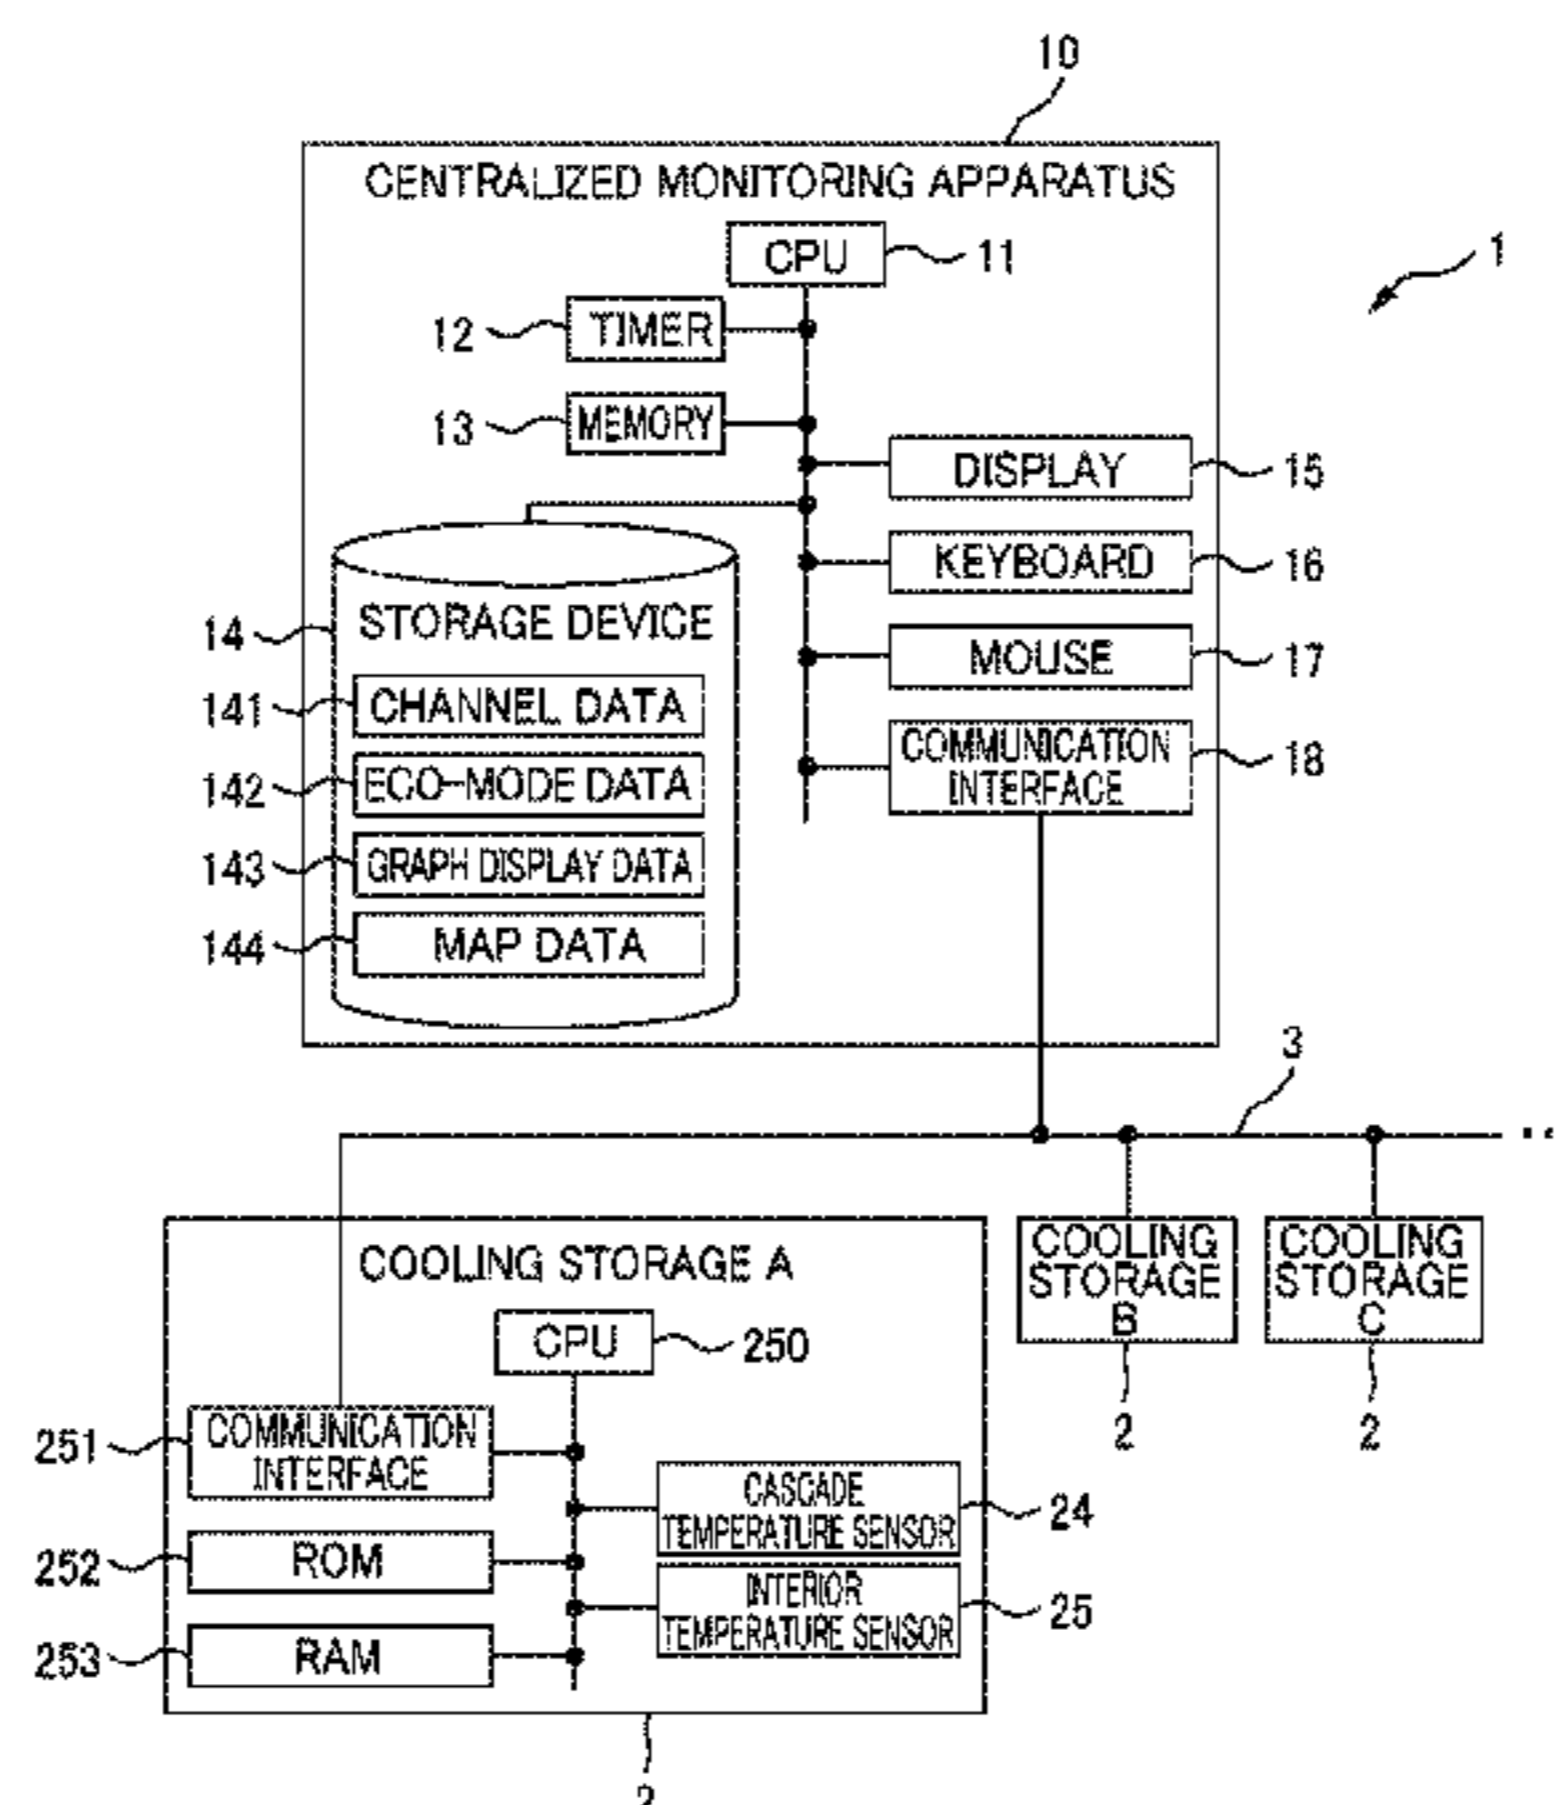 10
CENTRALIZED MONITORING APPARATUS
CPU 11
1
12 TIMER
13 MEMORY
DISPLAY 15
KEYBOARD 16
14 STORAGE DEVICE
MOUSE 17
141 CHANNEL DATA
COMMUNICATION
INTERFACE 18
142 ECO-MODE DATA
143 GRAPH DISPLAY DATA
144 MAP DATA
3
COOLING STORAGE A
COOLING
STORAGE
B
2
COOLING
STORAGE
C
2
CPU 250
251 COMMUNICATION
INTERFACE
CASCADE
TEMPERATURE SENSOR 24
252 ROM
INTERIOR
TEMPERATURE SENSOR 25
253 RAM
2